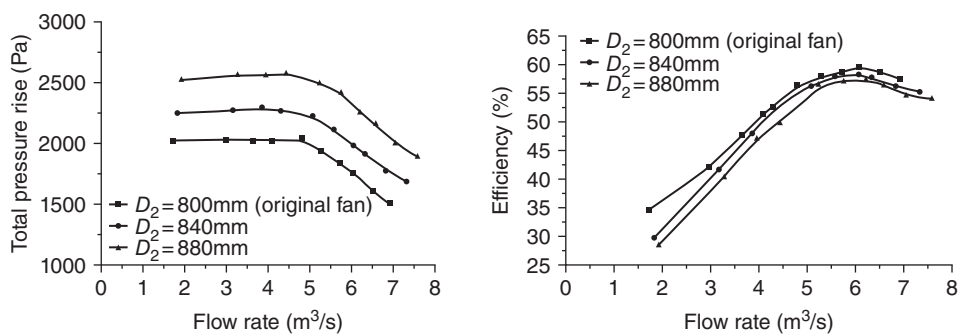 Total pressure rise (Pa)
3000
2500
2000
1500
1000
D2=800mm (original fan)
D2=840mm
D2=880mm
0 1 2 3 4 5 6 7 8
Flow rate (m³/s)
Efficiency (%)
65
60
55
50
45
40
35
30
25
D2=800mm (original fan)
D2=840mm
D2=880mm
0 1 2 3 4 5 6 7 8
Flow rate (m³/s)